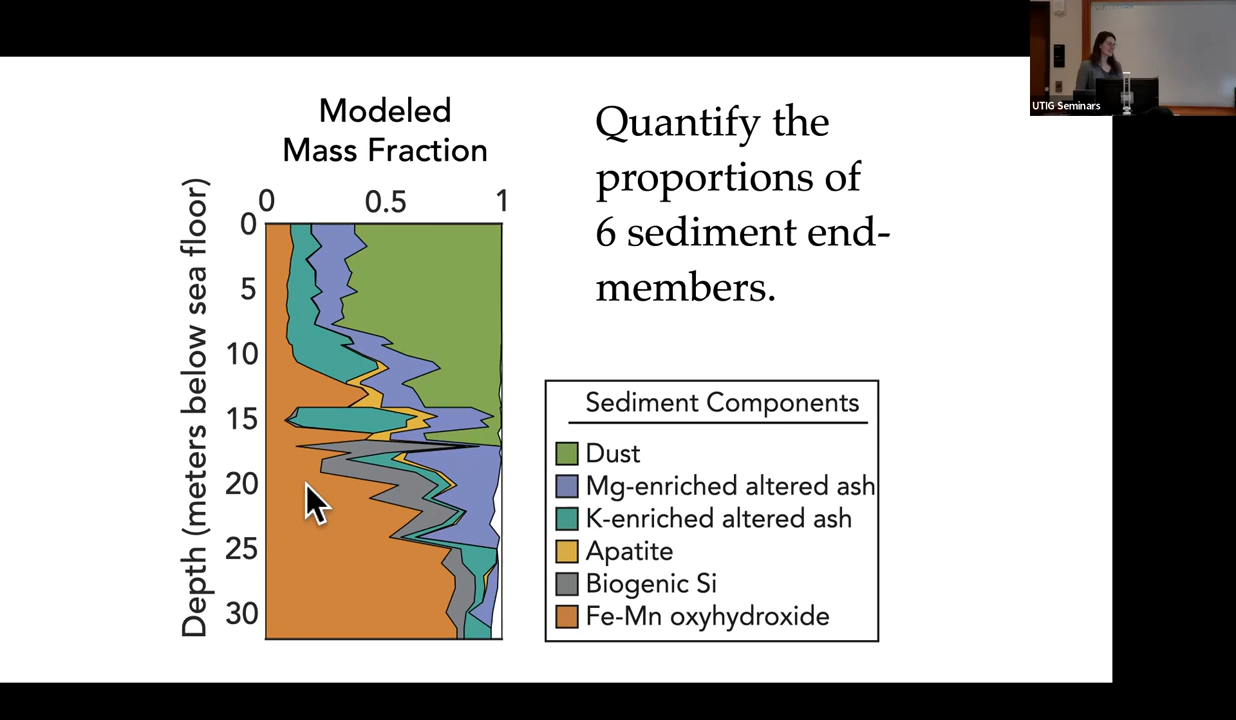 UTIG Seminars
Modeled
Mass Fraction
0 0.5 1
Depth (meters below sea floor)
0
5
10
15
20
25
30
Quantify the
proportions of
6 sediment end-
members.
Sediment Components
Dust
Mg-enriched altered ash
K-enriched altered ash
Apatite
Biogenic Si
Fe-Mn oxyhydroxide